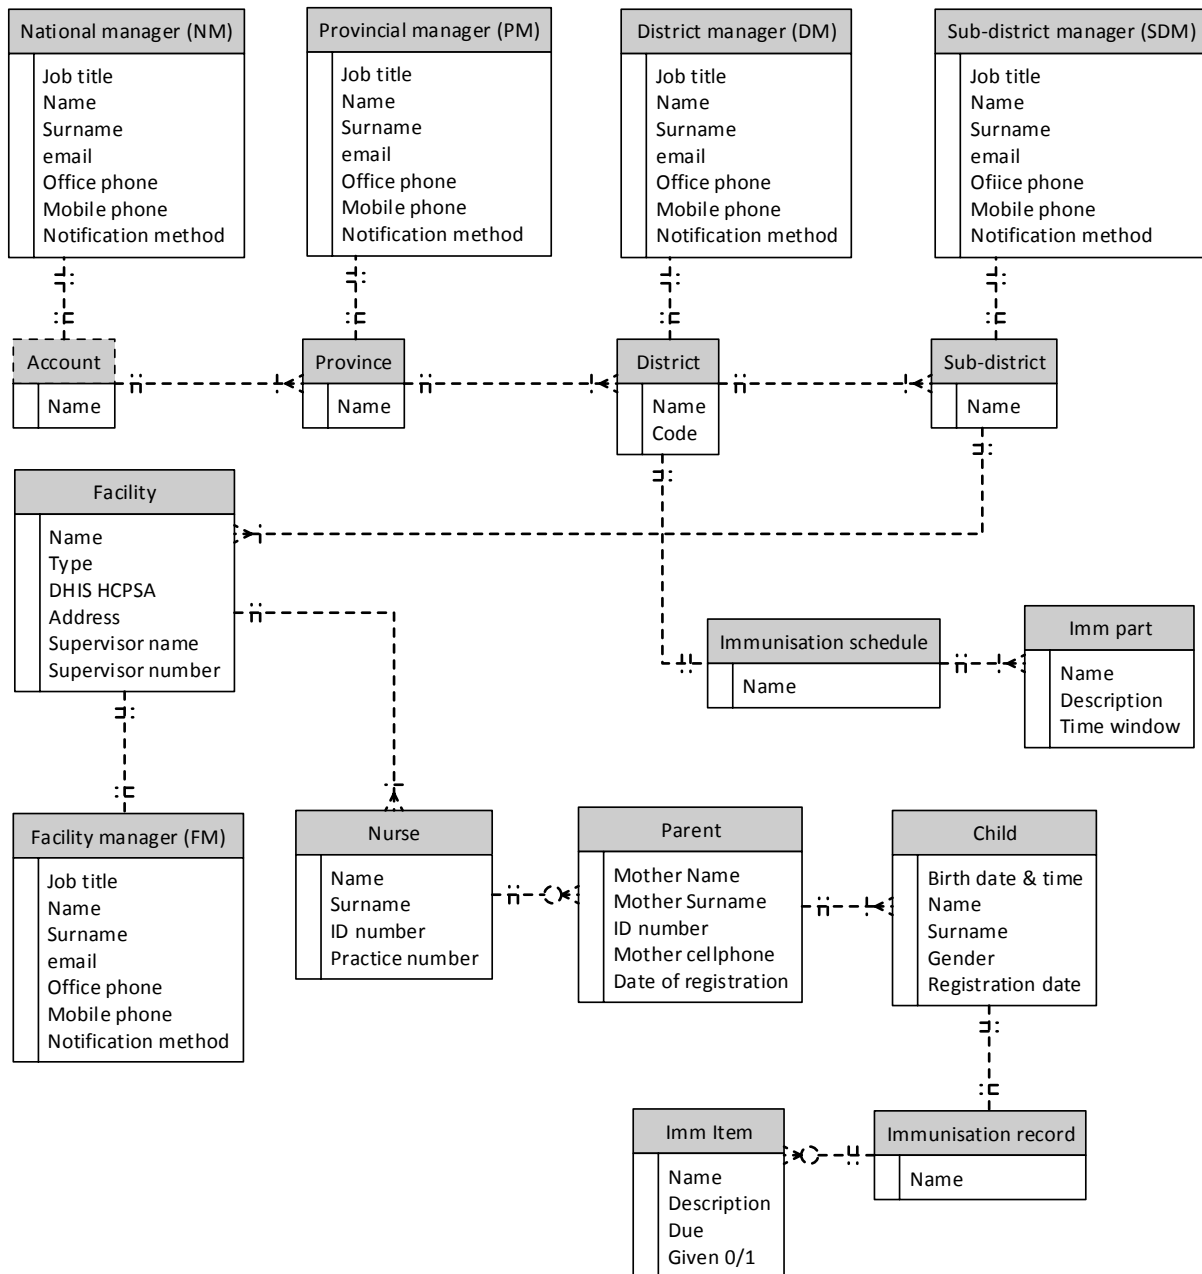 National manager (NM)
Job title
Name
Surname
email
Office phone
Mobile phone
Notification method
Provincial manager (PM)
Job title
Name
Surname
email
Office phone
Mobile phone
Notification method
District manager (DM)
Job title
Name
Surname
email
Office phone
Mobile phone
Notification method
Sub-district manager (SDM)
Job title
Name
Surname
email
Ofiice phone
Mobile phone
Notification method
Account
Name
Province
Name
District
Name
Code
Sub-district
Name
Facility
Name
Type
DHIS HCPSA
Address
Supervisor name
Supervisor number
Immunisation schedule
Name
Imm part
Name
Description
Time window
Facility manager (FM)
Job title
Name
Surname
email
Office phone
Mobile phone
Notification method
Nurse
Name
Surname
ID number
Practice number
Parent
Mother Name
Mother Surname
ID number
Mother cellphone
Date of registration
Child
Birth date & time
Name
Surname
Gender
Registration date
Imm Item
Name
Description
Due
Given 0/1
Immunisation record
Name